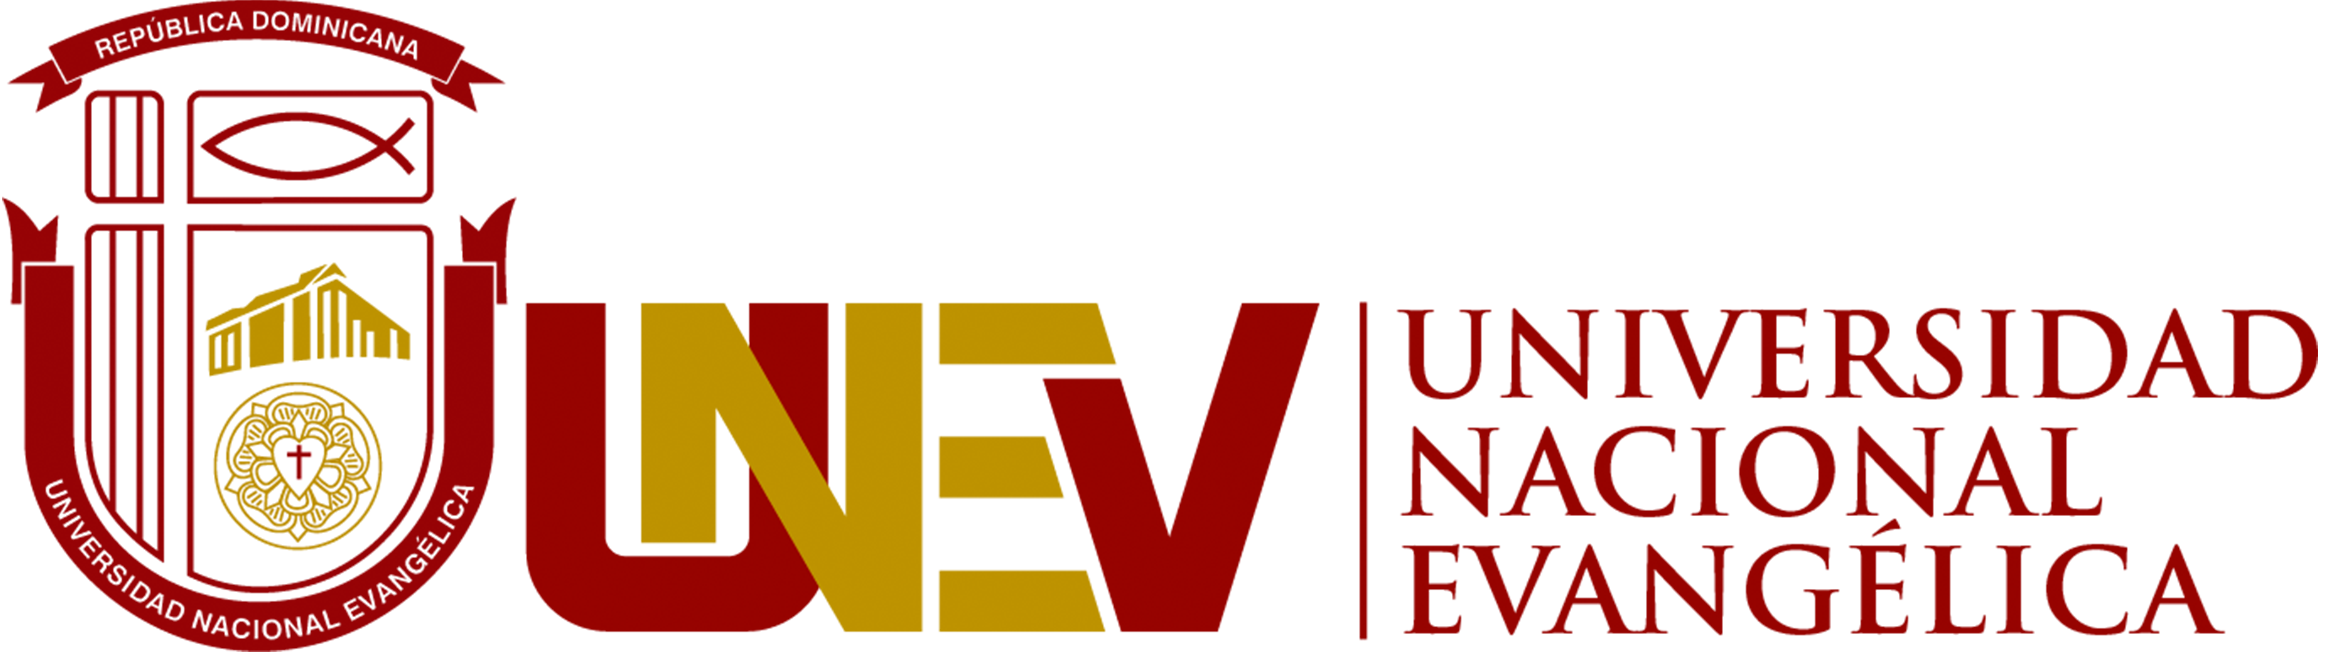 REPÚBLICA DOMINICANA
UNIVERSIDAD NACIONAL EVANGÉLICA
UNEV
UNIVERSIDAD
NACIONAL
EVANGÉLICA